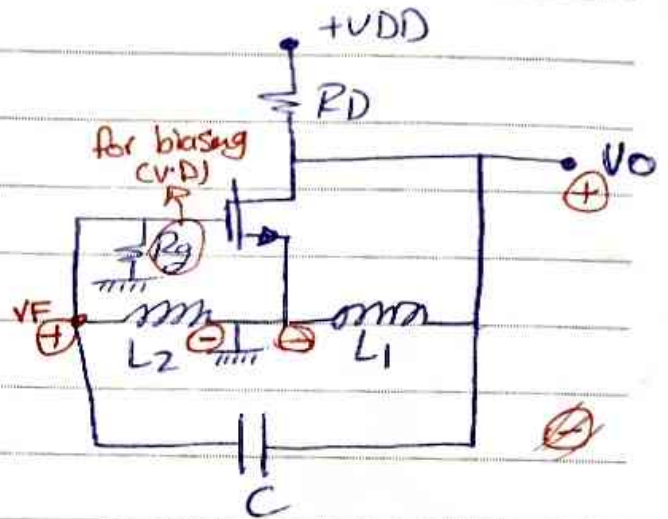 +VDD
RD
for biasing
(V.D)
VO
+
Rg
VF
+
-
-
L2
L1
-
C